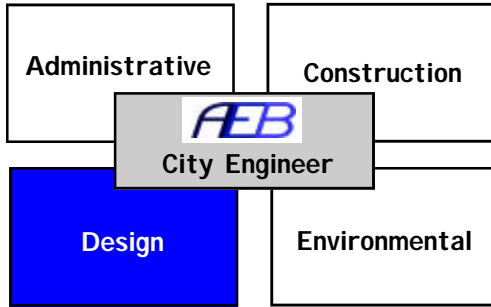 Administrative
Construction
AEB
City Engineer
Design
Environmental